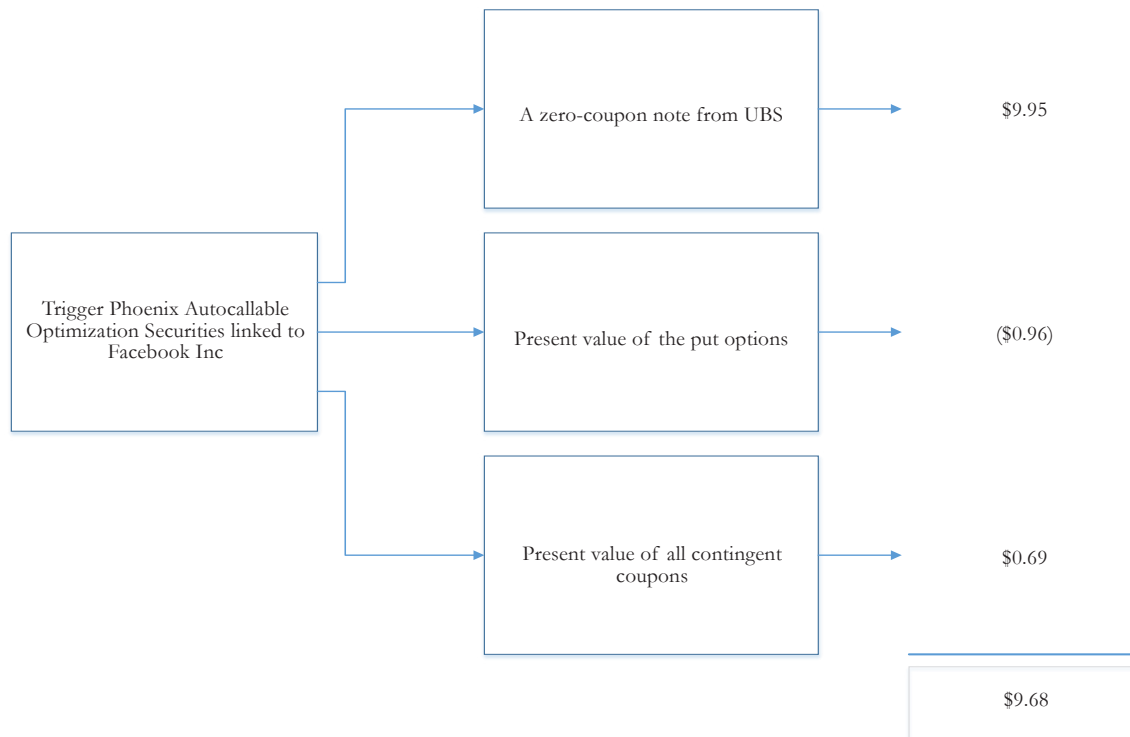 A zero-coupon note from UBS
$9.95
Trigger Phoenix Autocallable
Optimization Securities linked to
Facebook Inc
Present value of the put options
($0.96)
Present value of all contingent
coupons
$0.69
$9.68